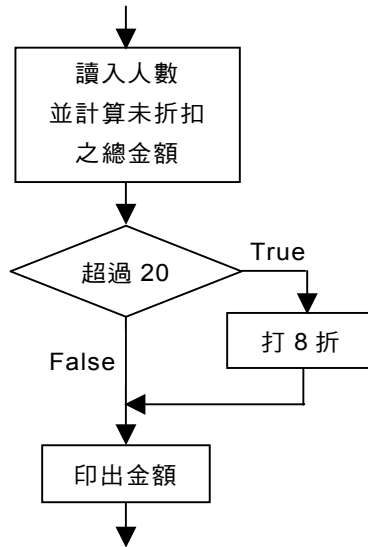 讀入人數
並計算未折扣
之總金額
超過 20
True
打 8 折
False
印出金額